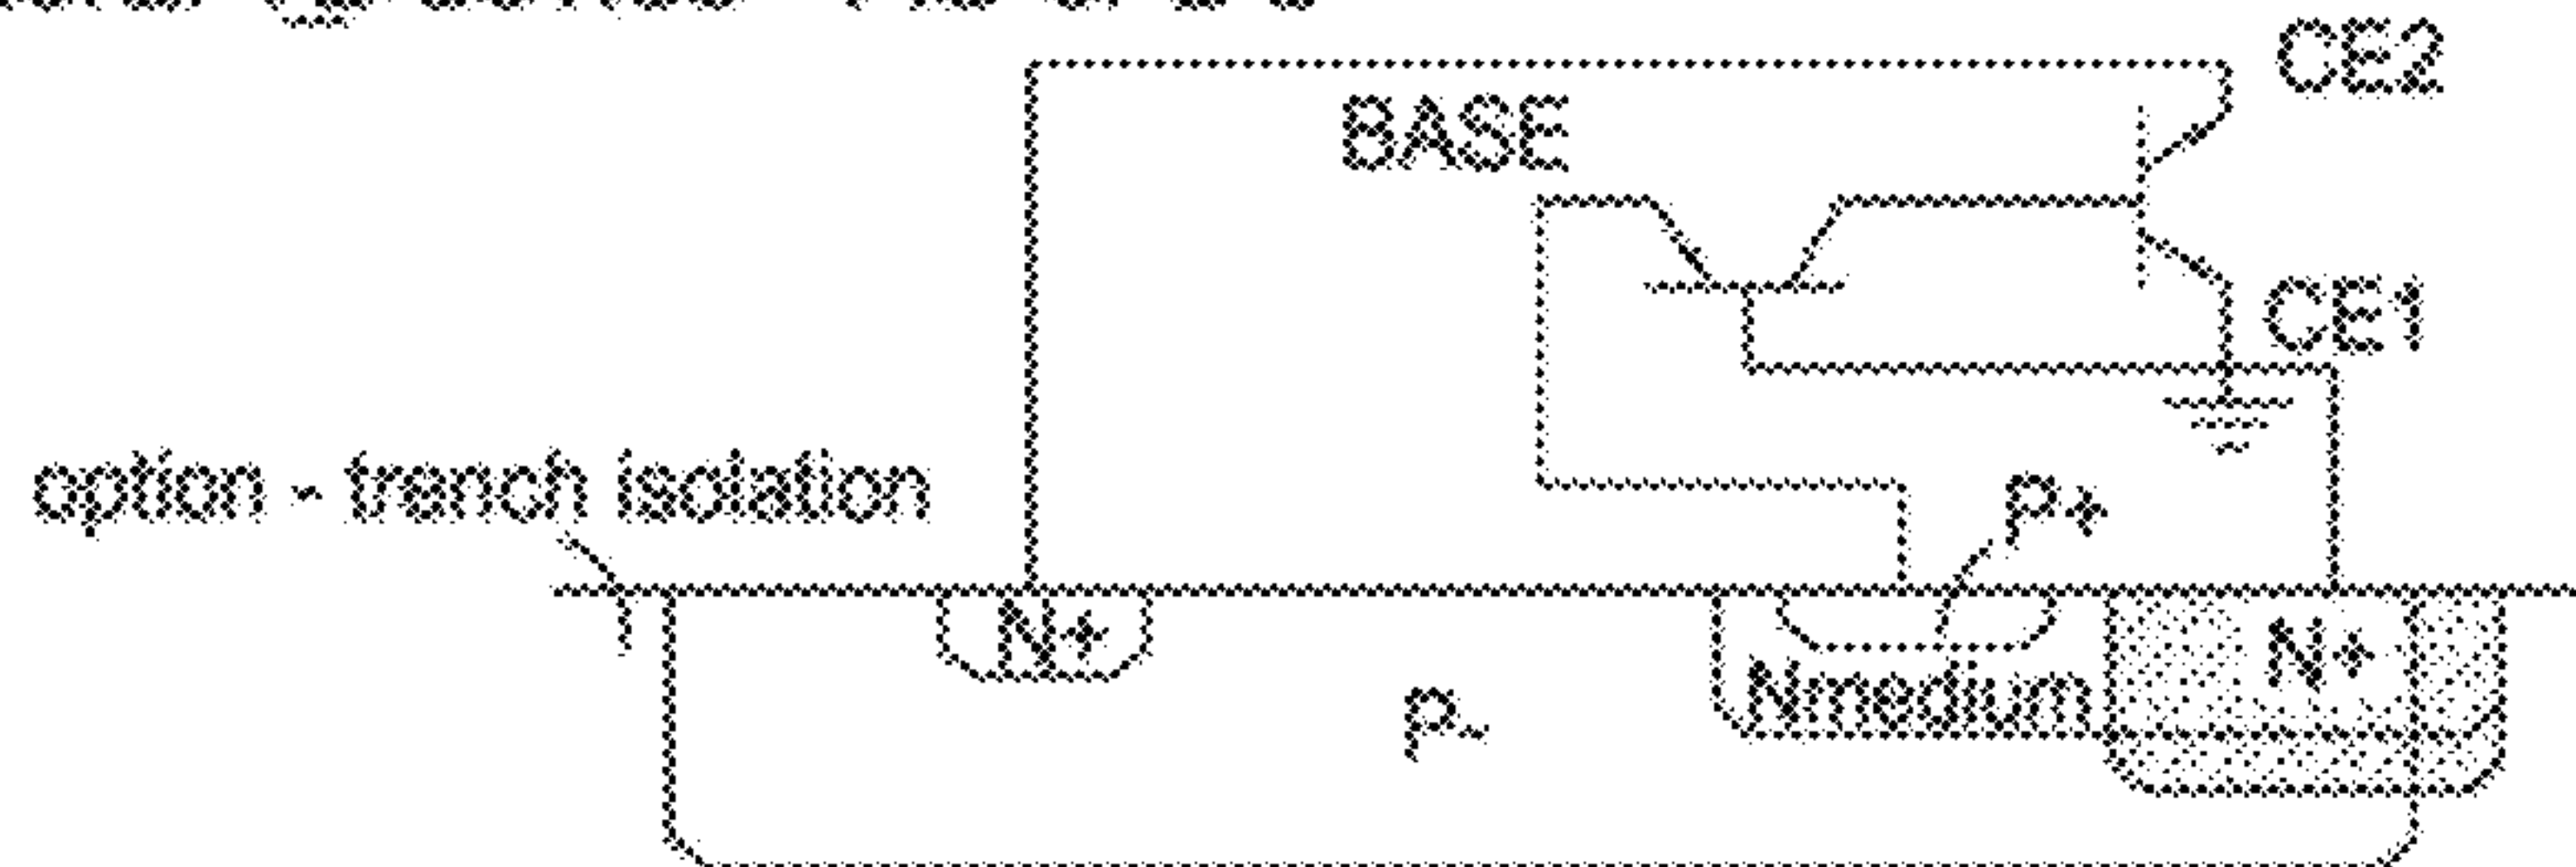 CE2
BASE
CE1
option - trench isolation
P+
N+
N+
Nmedium
P-